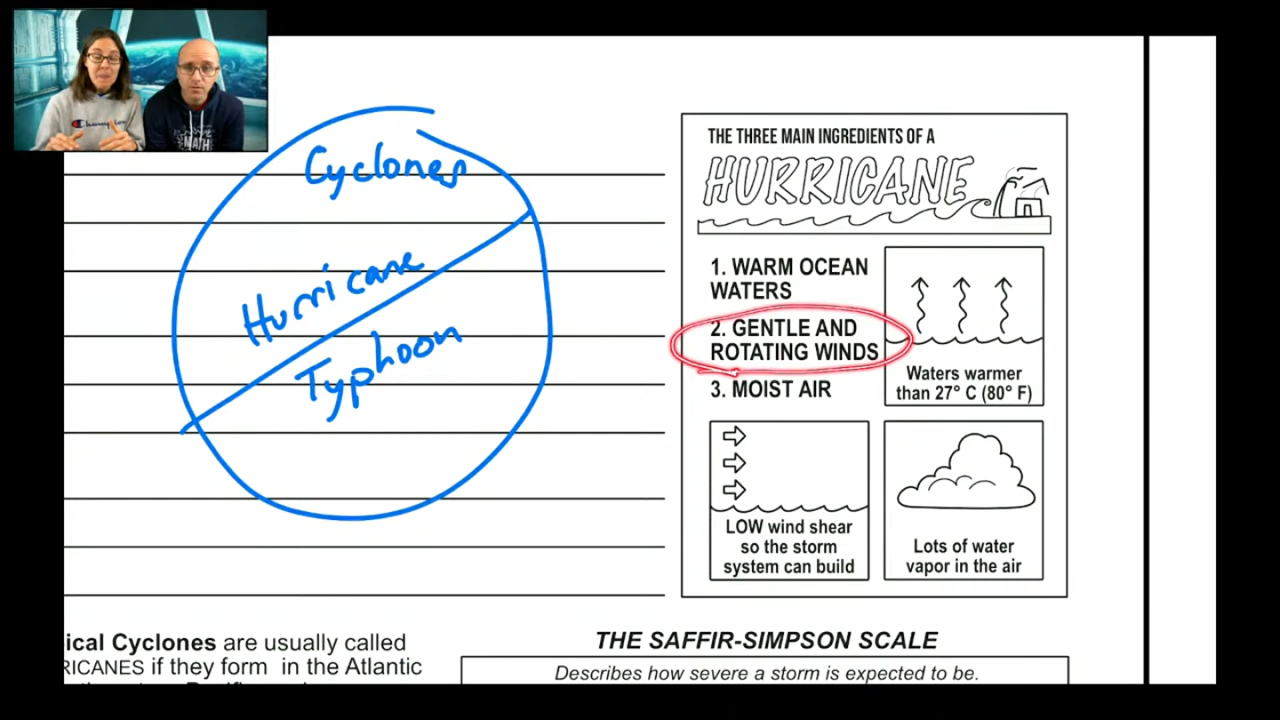 Champion
MATH
Cyclones
Hurricane
Typhoon
THE THREE MAIN INGREDIENTS OF A
HURRICANE
1. WARM OCEAN
WATERS
2. GENTLE AND
ROTATING WINDS
3. MOIST AIR
Waters warmer
than 27° C (80° F)
LOW wind shear
so the storm
system can build
Lots of water
vapor in the air
ical Cyclones are usually called
RICANES if they form in the Atlantic
THE SAFFIR-SIMPSON SCALE
Describes how severe a storm is expected to be.